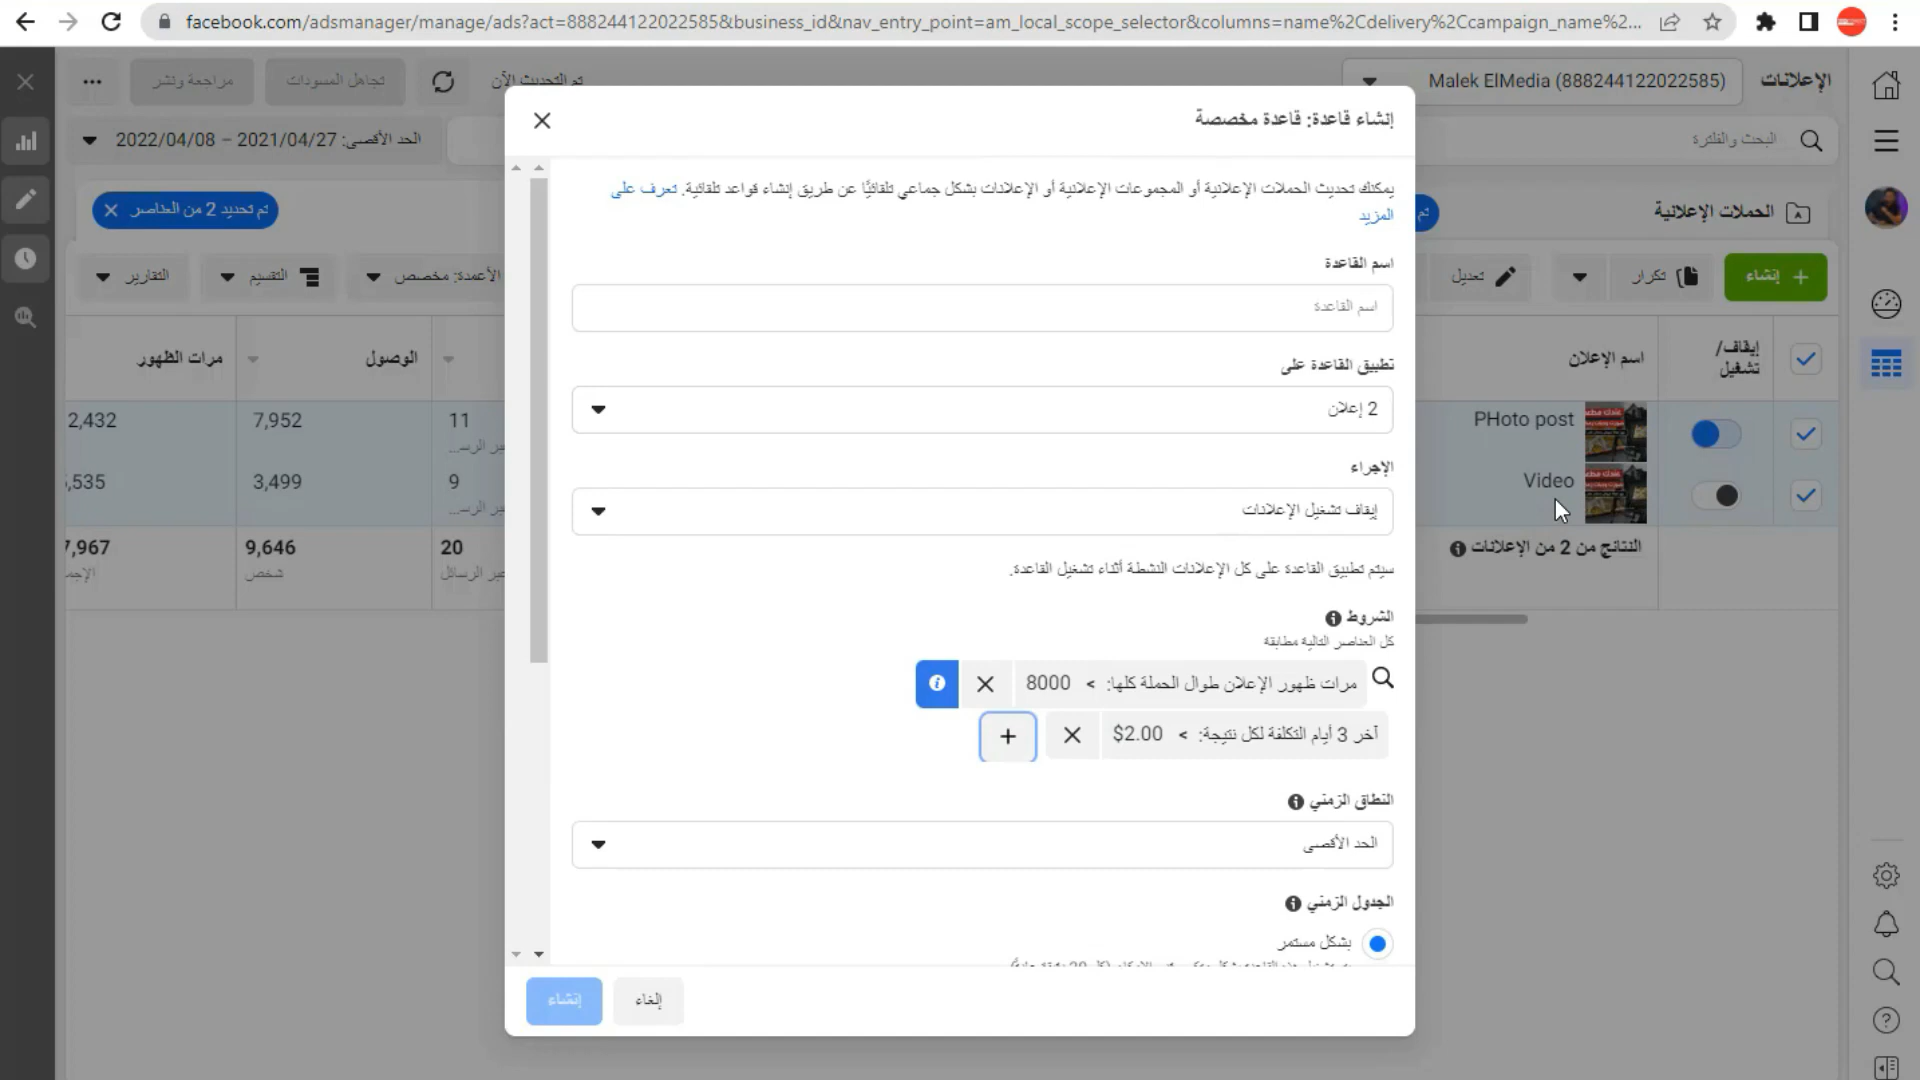 facebook.com/adsmanager/manage/ads?act=888244122022585&business_id&nav_entry_point=am_local_scope_selector&columns=name%2Cdelivery%2Ccampaign_name%2...
الإعلانات
Malek ElMedia (888244122022585)
تم التحديث الآن
تجاهل المسودات
مراجعة ونشر
البحث والفلترة
الحد الأقصى: 2021/04/27 – 2022/04/08
الحملات الإعلانية
تم
تم تحديد 2 من العناصر
إنشاء
تكرار
تعديل
الأعمدة: مخصص
التقسيم
التقارير
إيقاف/
تشغيل
اسم الإعلان
الوصول
مرات الظهور
PHoto post
11
7,952
2,432
Video
9
3,499
,535
النتائج من 2 من الإعلانات
20
9,646
شخص
7,967
إنشاء قاعدة: قاعدة مخصصة
يمكنك تحديث الحملات الإعلانية أو المجموعات الإعلانية أو الإعلانات بشكل جماعي تلقائيًا عن طريق إنشاء قواعد تلقائية. تعرف على
المزيد
اسم القاعدة
اسم القاعدة
تطبيق القاعدة على
2 إعلان
الإجراء
إيقاف تشغيل الإعلانات
سيتم تطبيق القاعدة على كل الإعلانات النشطة أثناء تشغيل القاعدة.
الشروط
كل العناصر التالية مطابقة
مرات ظهور الإعلان طوال الحملة كلها: > 8000
آخر 3 أيام التكلفة لكل نتيجة: > $2.00
النطاق الزمني
الحد الأقصى
الجدول الزمني
بشكل مستمر
إلغاء
إنشاء